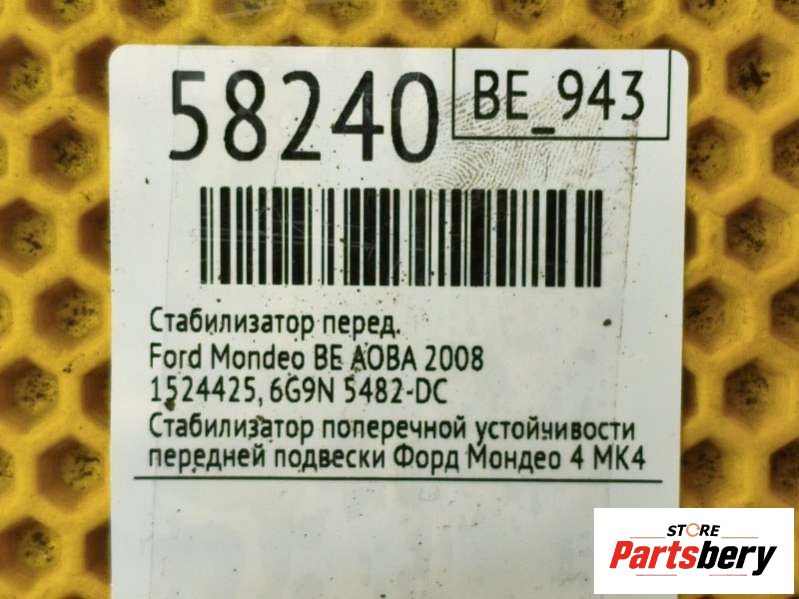 58240
BE_943
Стабилизатор перед.
Ford Mondeo BE AOBA 2008
1524425, 6G9N 5482-DC
Стабилизатор поперечной устойчивости
передней подвески Форд Мондео 4 МК4
STORE
Partsbery